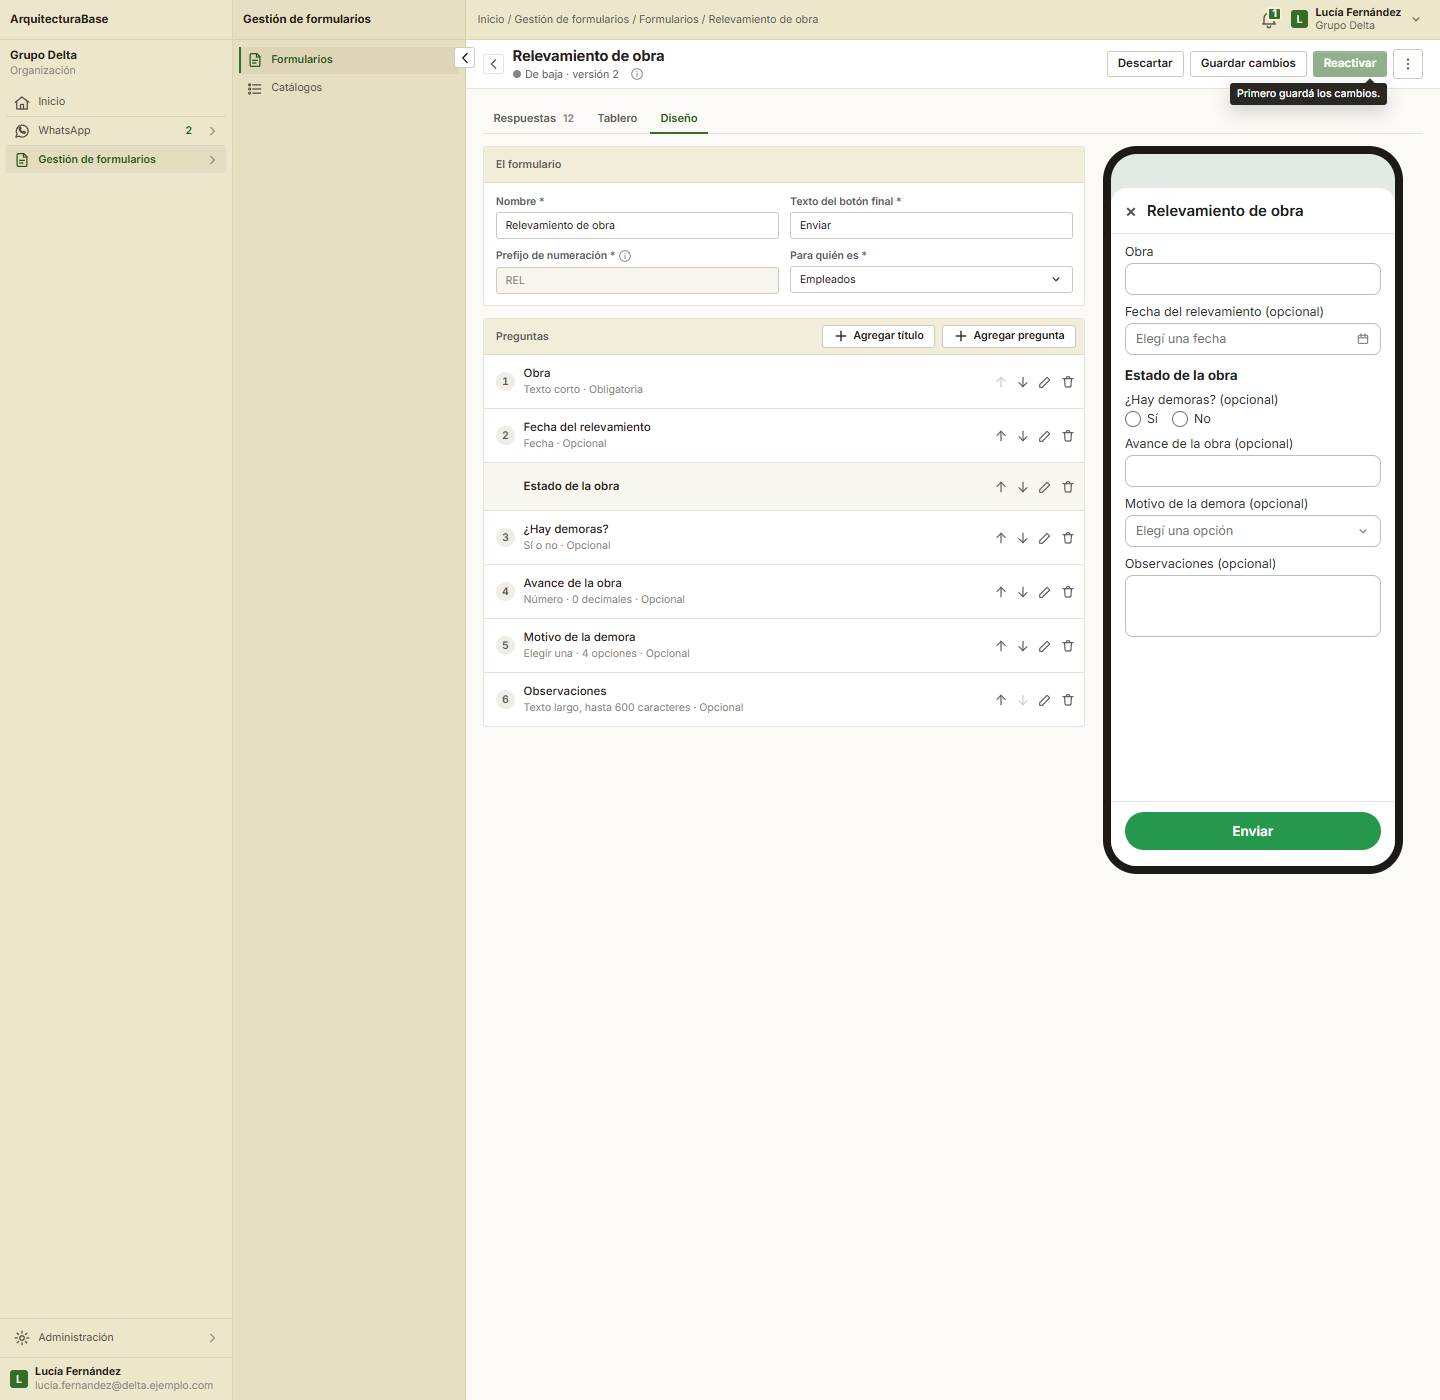 ArquitecturaBase
Grupo Delta
Organización
Inicio
WhatsApp 2
Gestión de formularios
Administración
L Lucía Fernández
lucia.fernandez@delta.ejemplo.com
Gestión de formularios
Formularios
Catálogos
Inicio / Gestión de formularios / Formularios / Relevamiento de obra
1
L Lucía Fernández
Grupo Delta
Relevamiento de obra
De baja · versión 2
Descartar
Guardar cambios
Reactivar
Primero guardá los cambios.
Respuestas 12
Tablero
Diseño
El formulario
Nombre *
Relevamiento de obra
Texto del botón final *
Enviar
Prefijo de numeración *
REL
Para quién es *
Empleados
Preguntas
Agregar título
Agregar pregunta
1 Obra
Texto corto · Obligatoria
2 Fecha del relevamiento
Fecha · Opcional
Estado de la obra
3 ¿Hay demoras?
Sí o no · Opcional
4 Avance de la obra
Número · 0 decimales · Opcional
5 Motivo de la demora
Elegir una · 4 opciones · Opcional
6 Observaciones
Texto largo, hasta 600 caracteres · Opcional
Relevamiento de obra
Obra
Fecha del relevamiento (opcional)
Elegí una fecha
Estado de la obra
¿Hay demoras? (opcional)
Sí No
Avance de la obra (opcional)
Motivo de la demora (opcional)
Elegí una opción
Observaciones (opcional)
Enviar